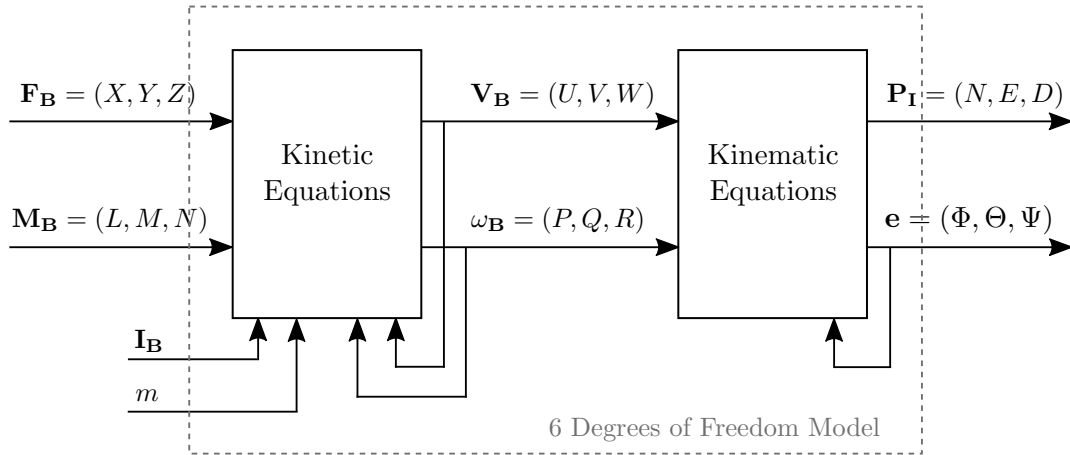 𝐅_𝐁 = (X, Y, Z)
𝐕_𝐁 = (U, V, W)
𝐏_𝐈 = (N, E, D)
Kinetic
Equations
Kinematic
Equations
𝐌_𝐁 = (L, M, N)
ω_𝐁 = (P, Q, R)
𝐞 = (Φ, Θ, Ψ)
𝐈_𝐁
m
6 Degrees of Freedom Model